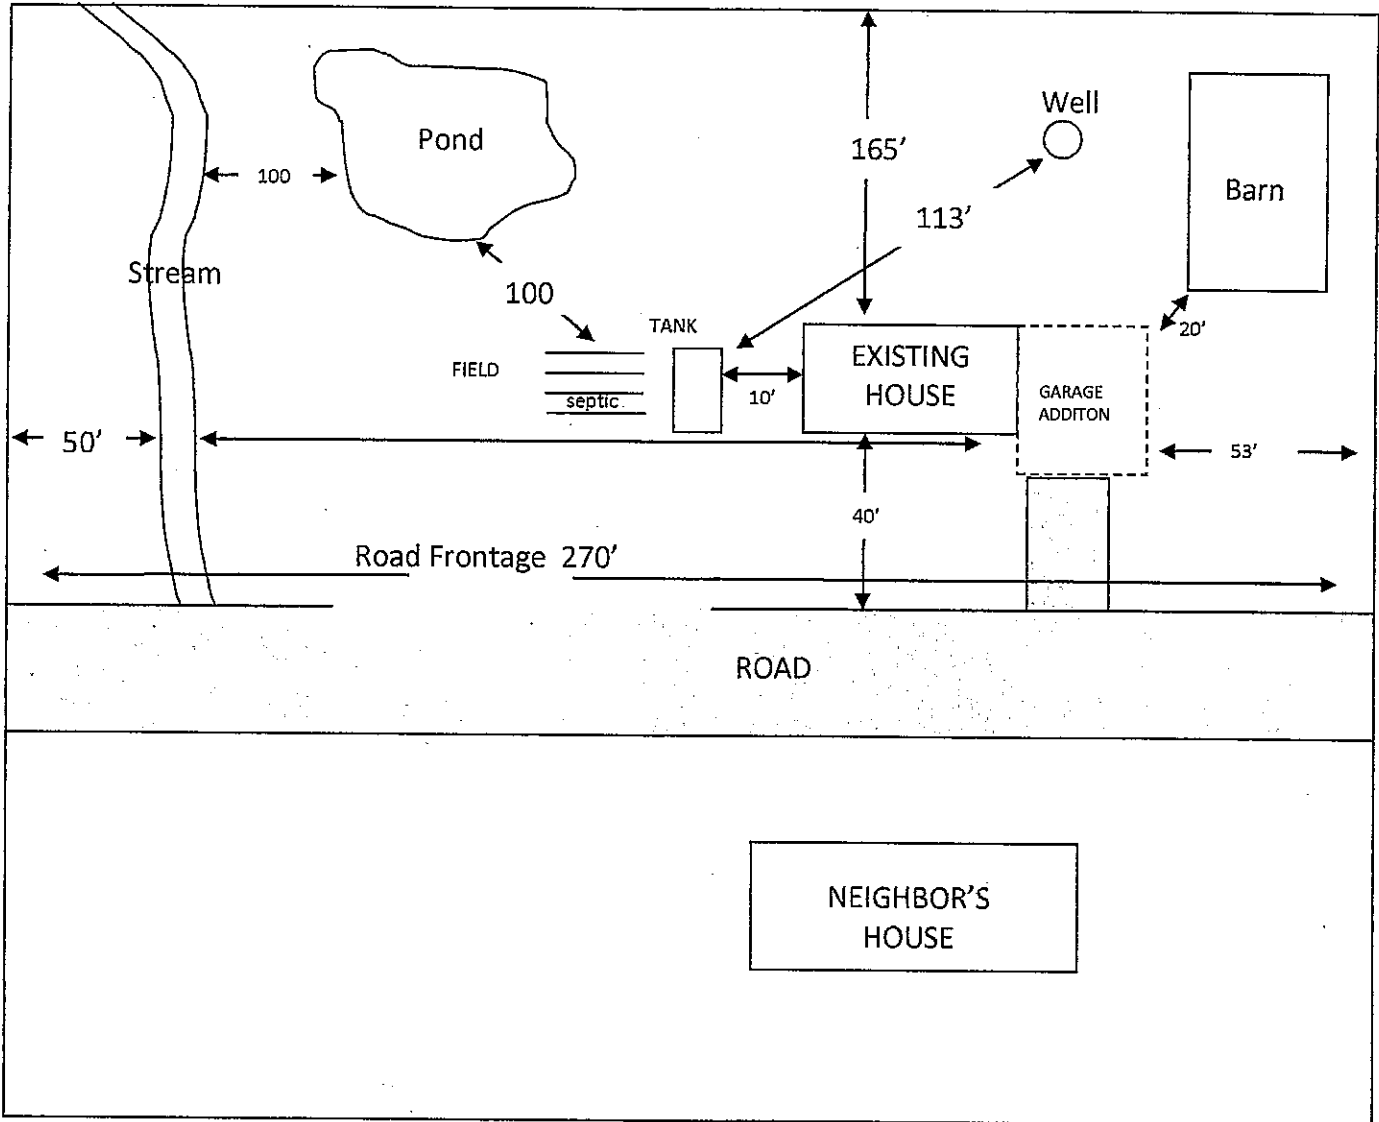 Well
Pond
165'
100
Barn
113'
Stream
100
TANK
20'
EXISTING
HOUSE
FIELD
10'
septic
GARAGE
ADDITON
50'
53'
40'
Road Frontage 270'
ROAD
NEIGHBOR'S
HOUSE